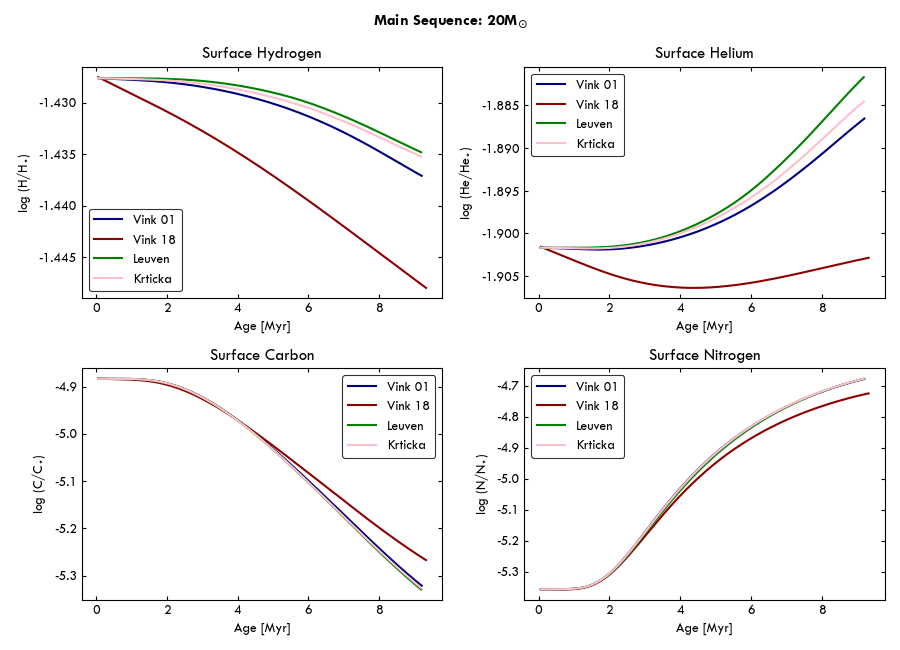 Main Sequence: 20M⊙
Surface Hydrogen
-1.430
-1.435
-1.440
-1.445
log (H/H⋆)
Vink 01
Vink 18
Leuven
Krticka
0 2 4 6 8
Age [Myr]
Surface Helium
-1.885
-1.890
-1.895
-1.900
-1.905
log (He/He⋆)
Vink 01
Vink 18
Leuven
Krticka
0 2 4 6 8
Age [Myr]
Surface Carbon
-4.9
-5.0
-5.1
-5.2
-5.3
log (C/C⋆)
Vink 01
Vink 18
Leuven
Krticka
0 2 4 6 8
Age [Myr]
Surface Nitrogen
-4.7
-4.8
-4.9
-5.0
-5.1
-5.2
-5.3
log (N/N⋆)
Vink 01
Vink 18
Leuven
Krticka
0 2 4 6 8
Age [Myr]